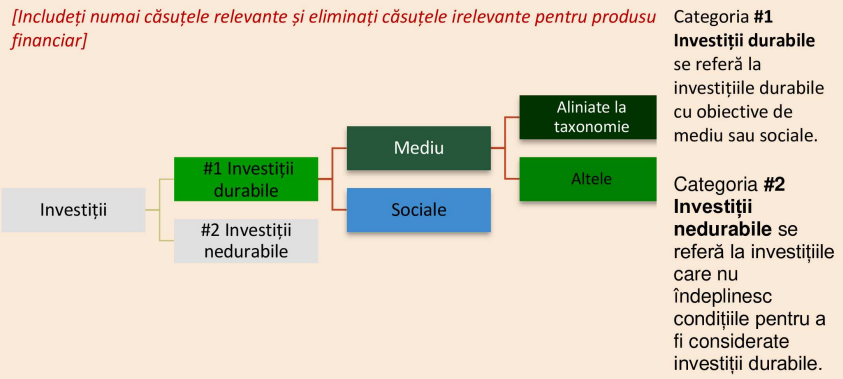 [Includeți numai căsuțele relevante și eliminați căsuțele irelevante pentru produsu
financiar]
Investiții
#1 Investiții
durabile
#2 Investiții
nedurabile
Mediu
Sociale
Aliniate la
taxonomie
Altele
Categoria #1
Investiții durabile
se referă la
investițiile durabile
cu obiective de
mediu sau sociale.
Categoria #2
Investiții
nedurabile se
referă la investițiile
care nu
îndeplinesc
condițiile pentru a
fi considerate
investiții durabile.